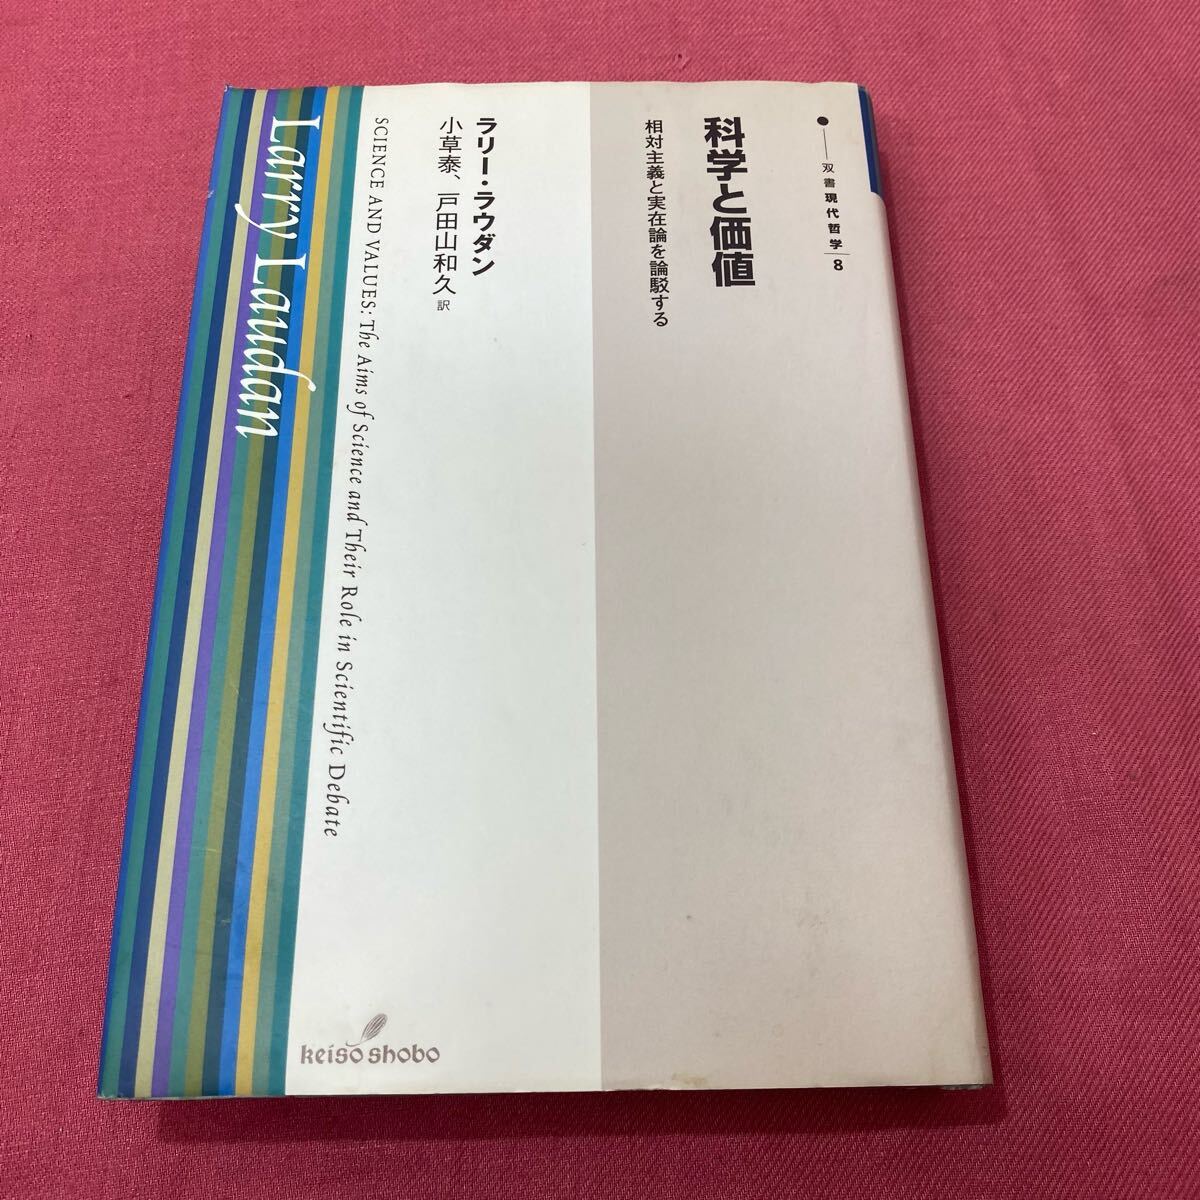 ●──双書現代哲学 8
科学と価値
相対主義と実在論を論駁する
ラリー・ラウダン
小草泰、戸田山和久 訳
SCIENCE AND VALUES: The Aims of Science and Their Role in Scientific Debate
Larry Laudan
keiso shobo